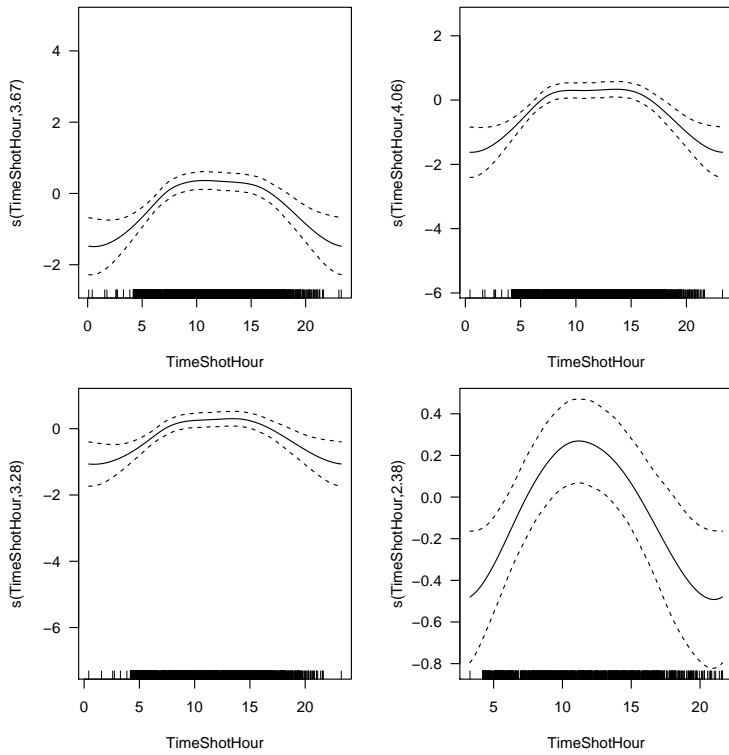 4
2
0
−2
s(TimeShotHour,3.67)
0 5 10 15 20
TimeShotHour
2
0
−2
−4
−6
s(TimeShotHour,4.06)
0 5 10 15 20
TimeShotHour
0
−2
−4
−6
s(TimeShotHour,3.28)
0 5 10 15 20
TimeShotHour
0.4
0.2
0.0
−0.2
−0.4
−0.6
−0.8
s(TimeShotHour,2.38)
5 10 15 20
TimeShotHour